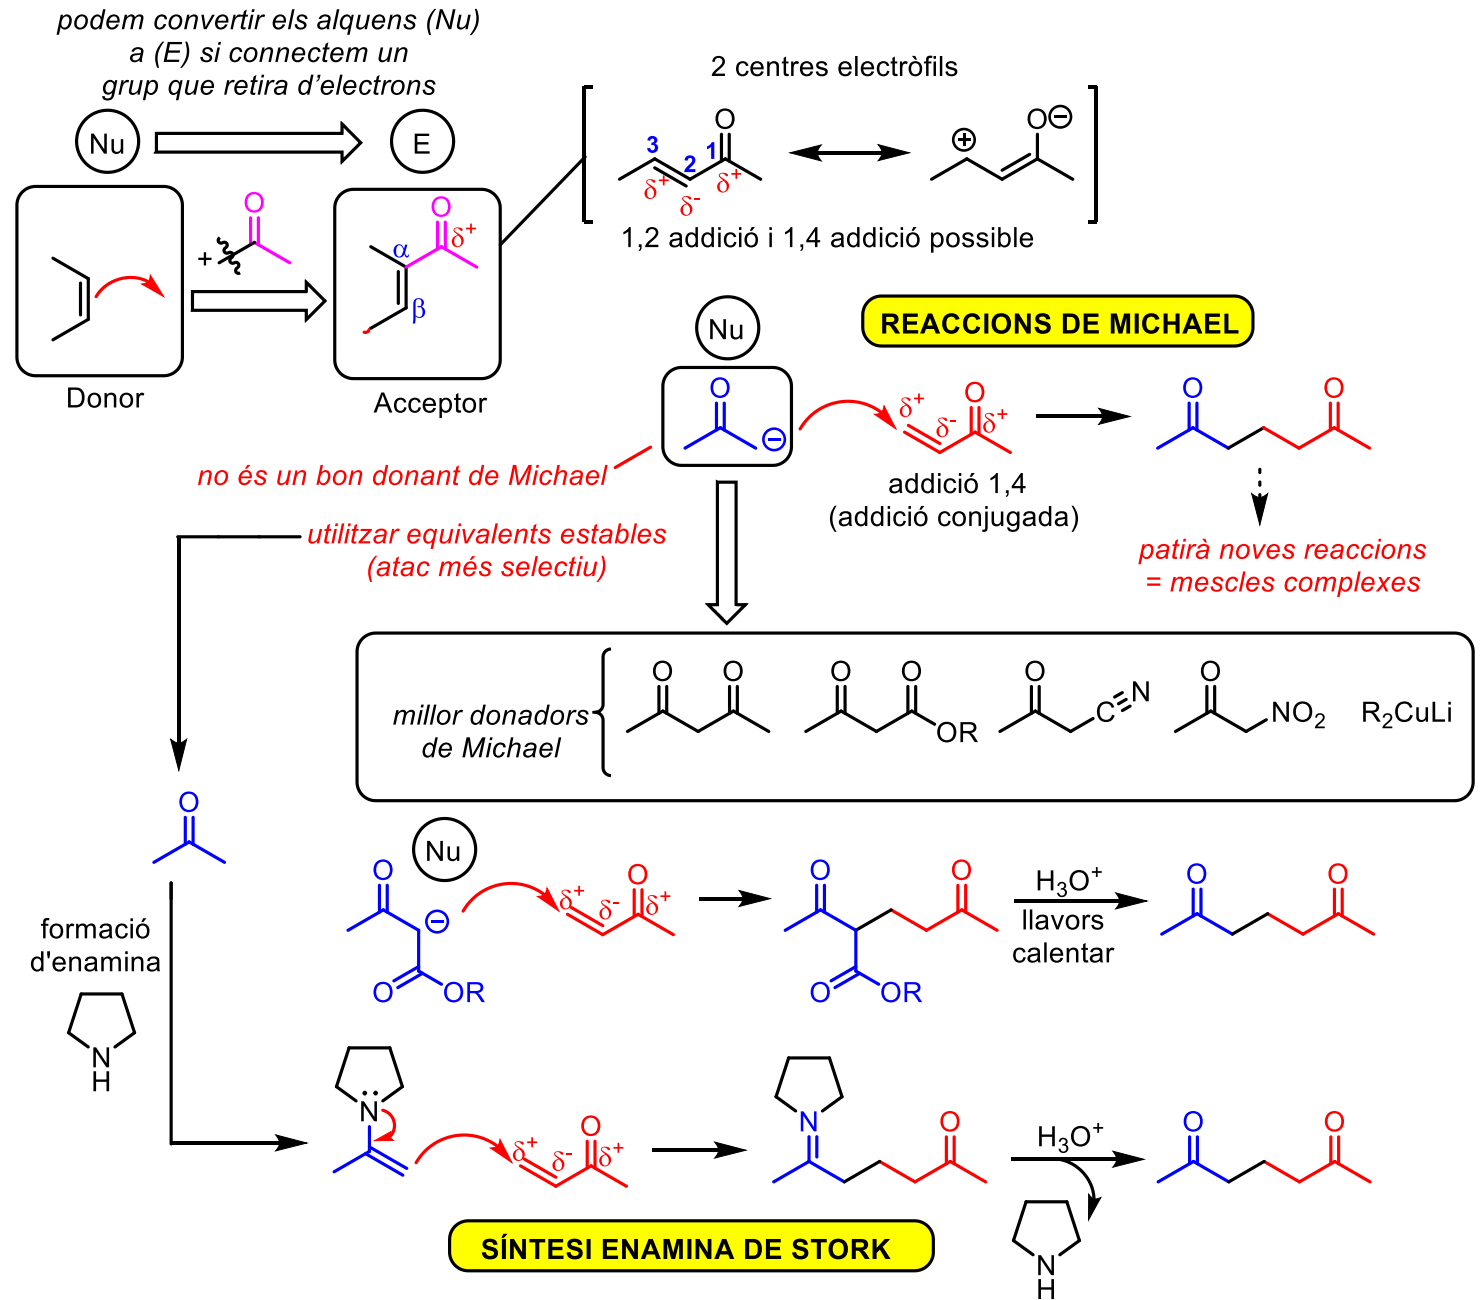 podem convertir els alquens (Nu)
a (E) si connectem un
grup que retira d'electrons
Nu
E
+
O
Donor
O
δ+
α
β
Acceptor
2 centres electròfils
O
3
2
1
δ+
δ-
δ+
O⊖
⊕
1,2 addició i 1,4 addició possible
REACCIONS DE MICHAEL
Nu
O
⊖
δ+
δ-
O
δ+
O
O
no és un bon donant de Michael
addició 1,4
(addició conjugada)
utilitzar equivalents estables
(atac més selectiu)
patirà noves reaccions
= mescles complexes
millor donadors
de Michael
O
O
O
O
OR
O
C
N
O
NO2
R2CuLi
O
Nu
O
⊖
O
OR
δ+
δ-
O
δ+
O
O
O
OR
H3O+
llavors
calentar
O
O
formació
d'enamina
N
H
N
δ+
δ-
O
δ+
N
O
H3O+
N
H
O
O
SÍNTESI ENAMINA DE STORK